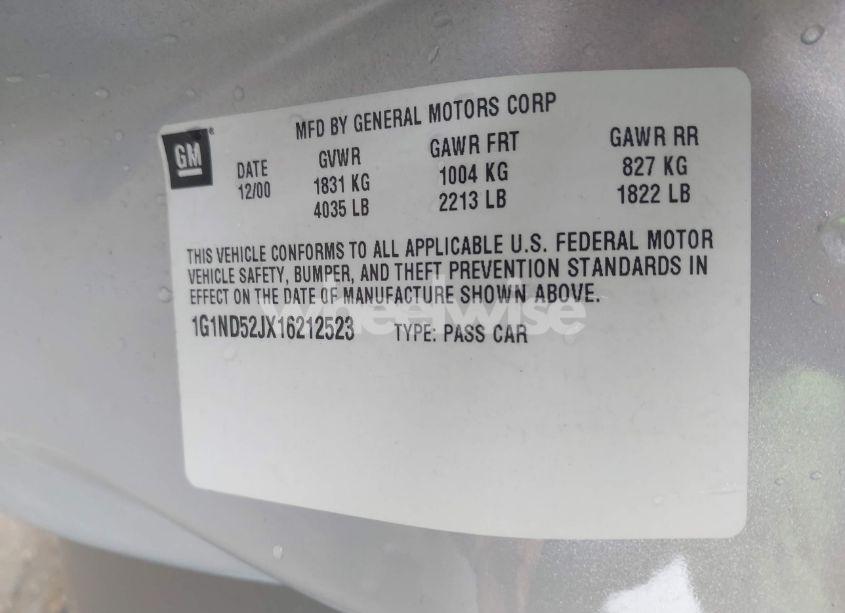 MFD BY GENERAL MOTORS CORP
GM
DATE GVWR GAWR FRT GAWR RR
12/00 1831 KG 1004 KG 827 KG
4035 LB 2213 LB 1822 LB
THIS VEHICLE CONFORMS TO ALL APPLICABLE U.S. FEDERAL MOTOR
VEHICLE SAFETY, BUMPER, AND THEFT PREVENTION STANDARDS IN
EFFECT ON THE DATE OF MANUFACTURE SHOWN ABOVE.
wheelwise
1G1ND52JX16212523 TYPE: PASS CAR